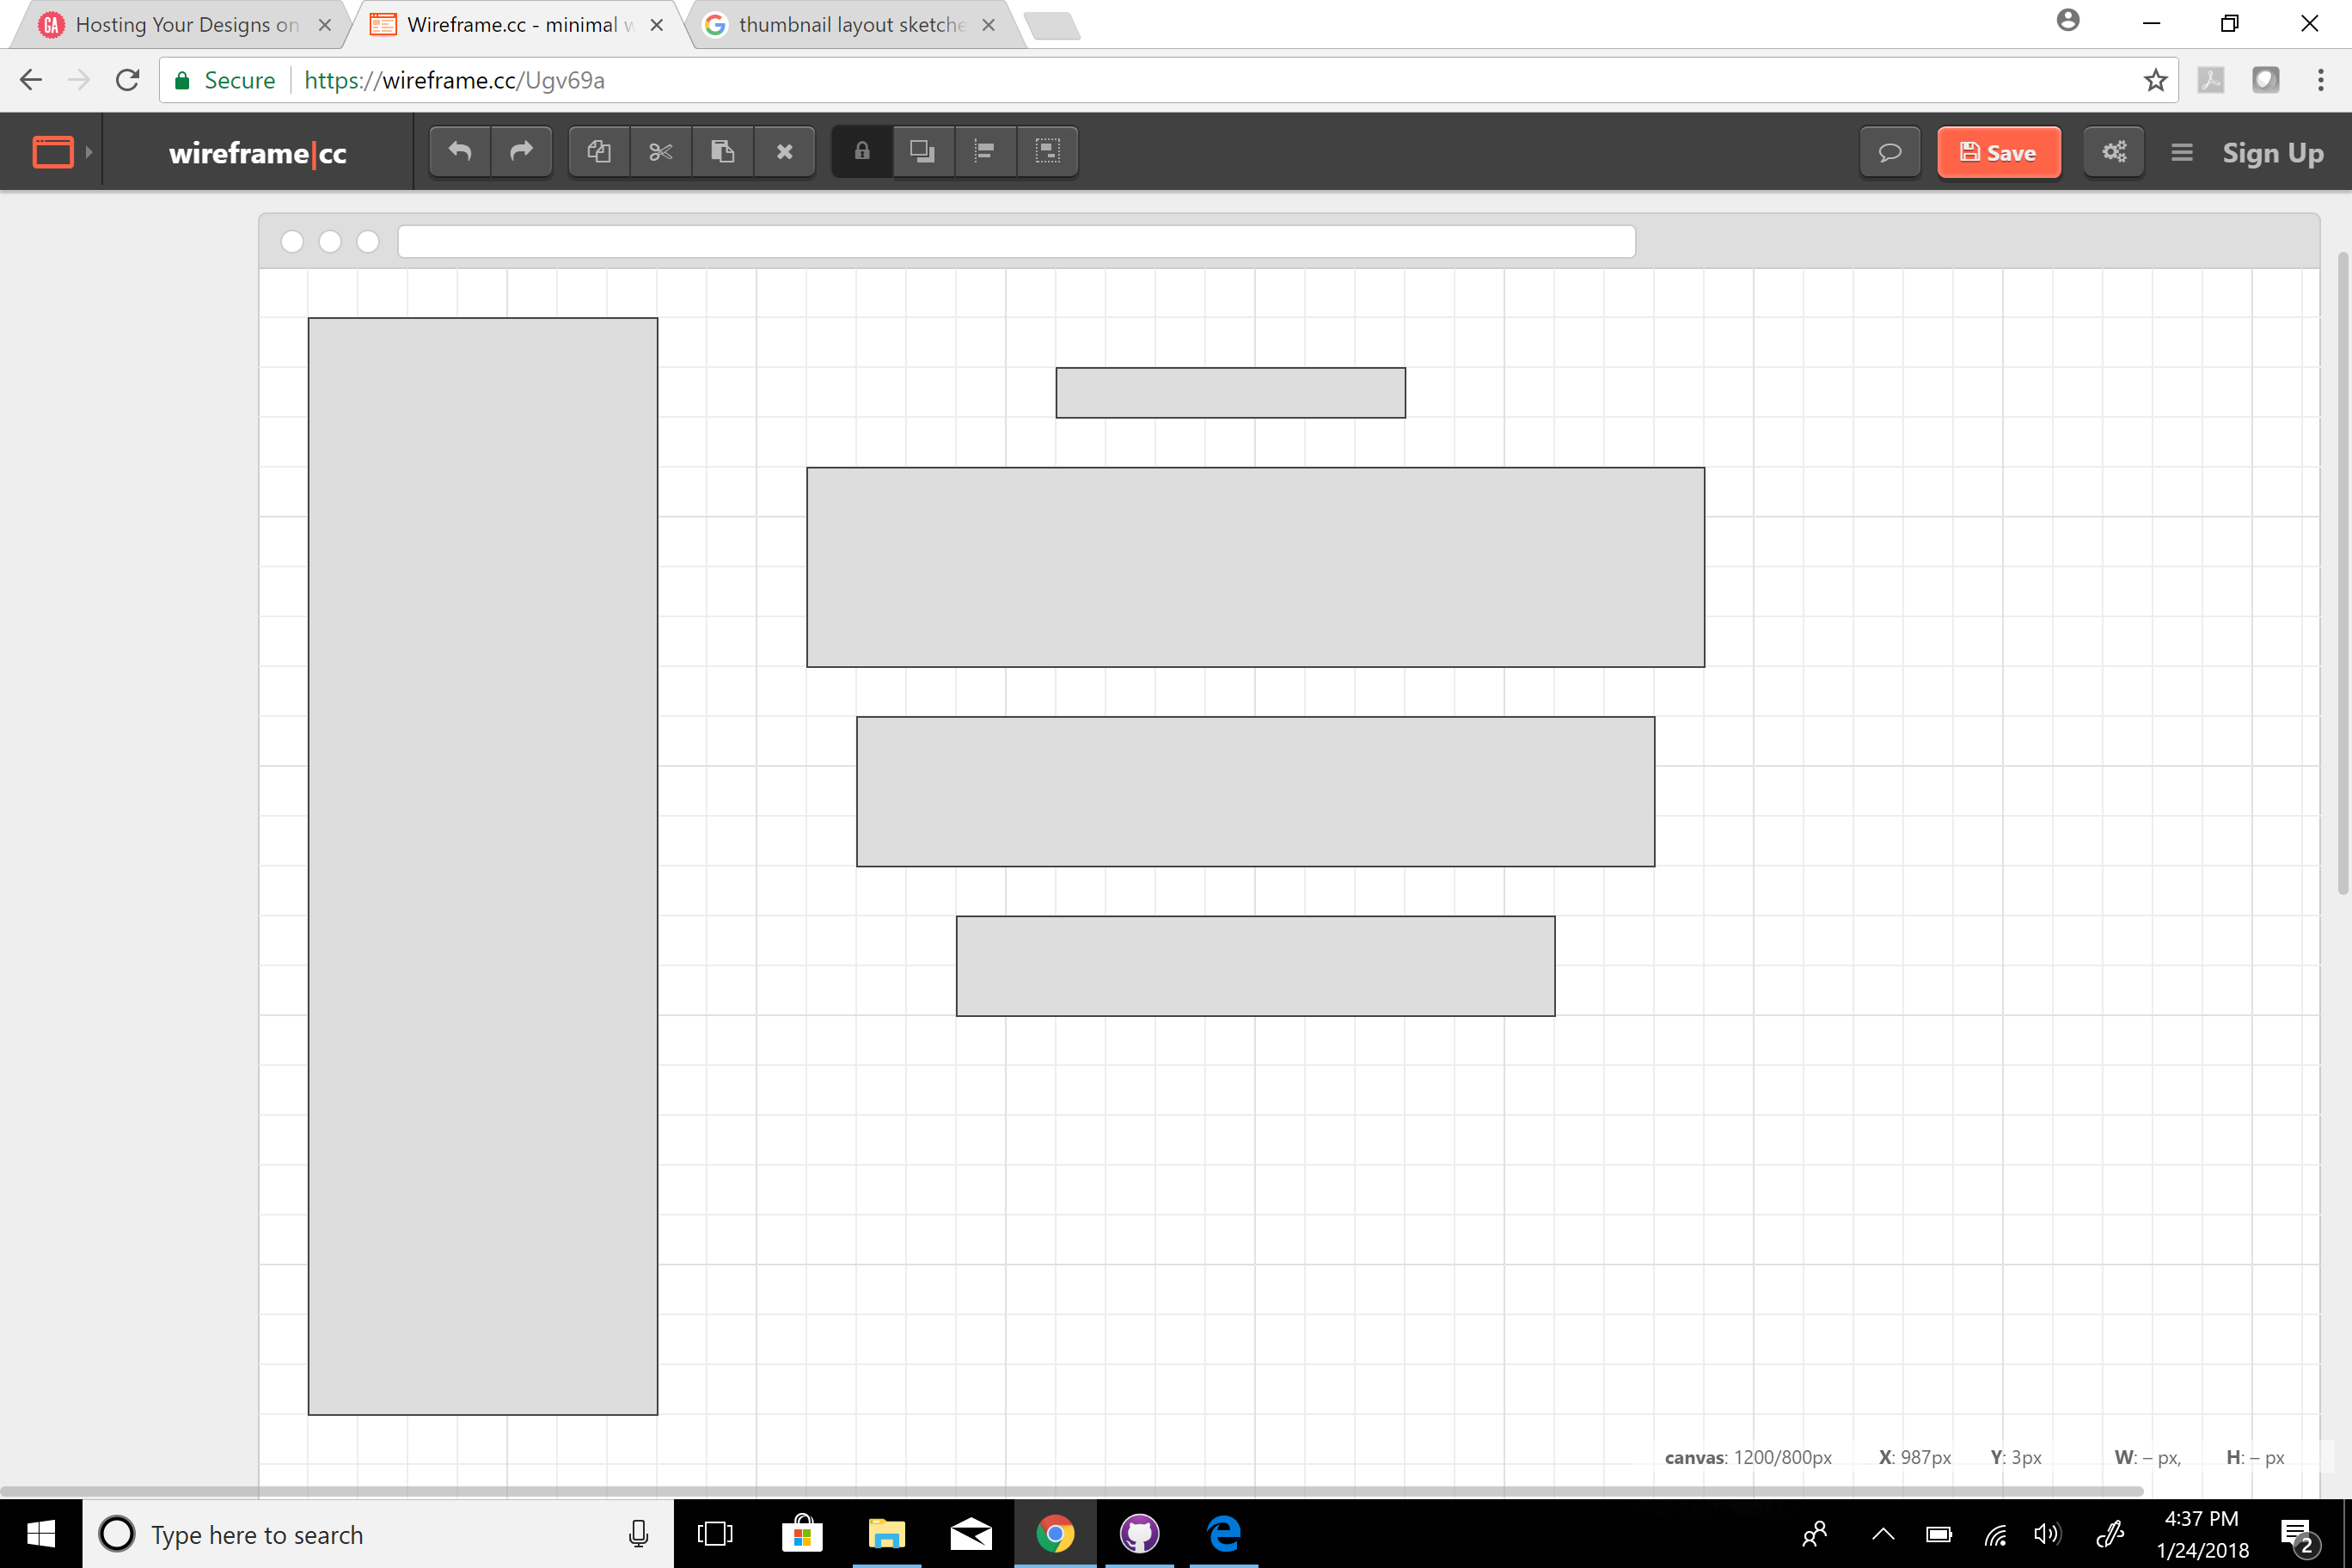 GA Hosting Your Designs on
Wireframe.cc - minimal w
thumbnail layout sketche
Secure https://wireframe.cc/Ugv69a
wireframe|cc
Save
Sign Up
canvas: 1200/800px X: 987px Y: 3px W: – px, H: – px
Type here to search
4:37 PM
1/24/2018
2